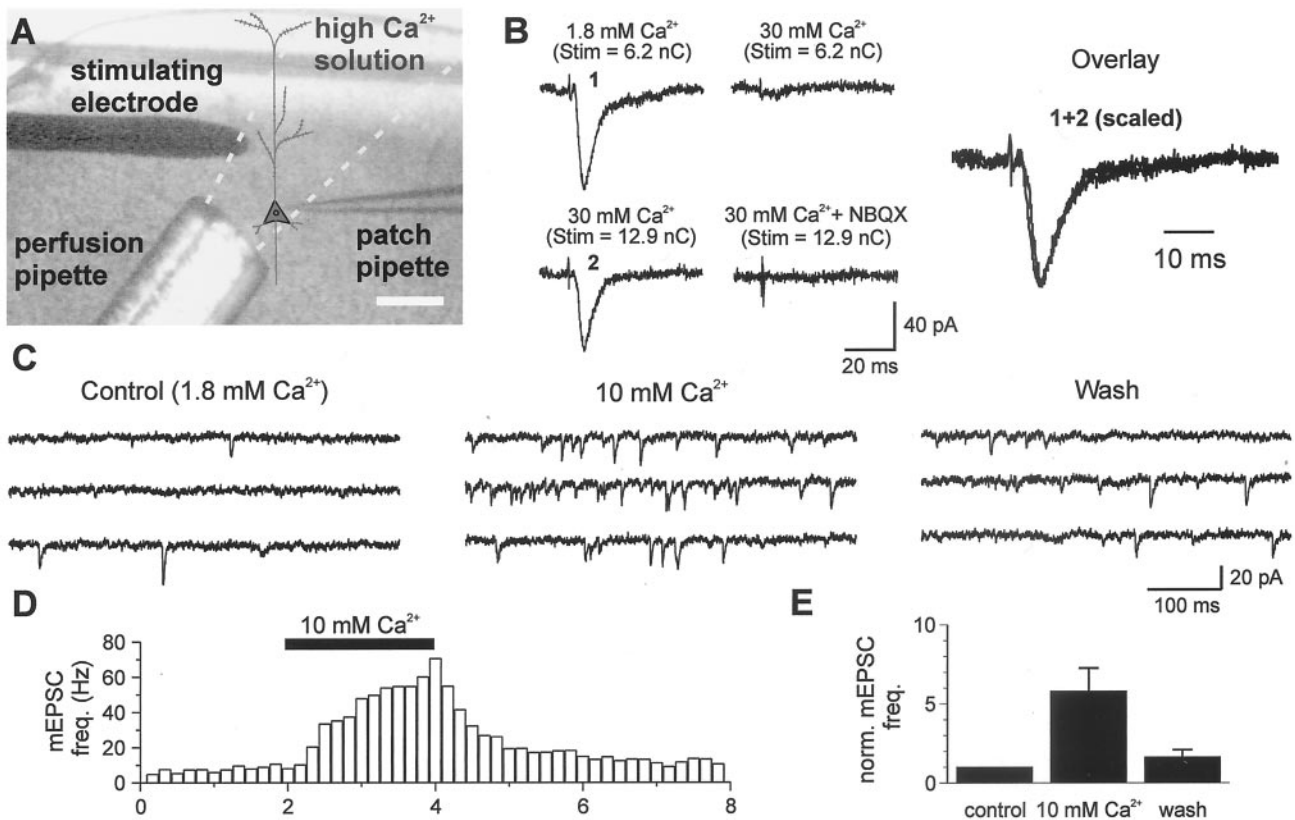 A
high Ca²⁺
solution
stimulating
electrode
perfusion
pipette
patch
pipette
B
1.8 mM Ca²⁺
(Stim = 6.2 nC)
1
30 mM Ca²⁺
(Stim = 6.2 nC)
30 mM Ca²⁺
(Stim = 12.9 nC)
2
30 mM Ca²⁺+ NBQX
(Stim = 12.9 nC)
40 pA
20 ms
Overlay
1+2 (scaled)
10 ms
C
Control (1.8 mM Ca²⁺)
10 mM Ca²⁺
Wash
20 pA
100 ms
D
10 mM Ca²⁺
mEPSC
freq. (Hz)
80
60
40
20
0
0
2
4
6
8
E
norm. mEPSC
freq.
10
5
0
control
10 mM Ca²⁺
wash